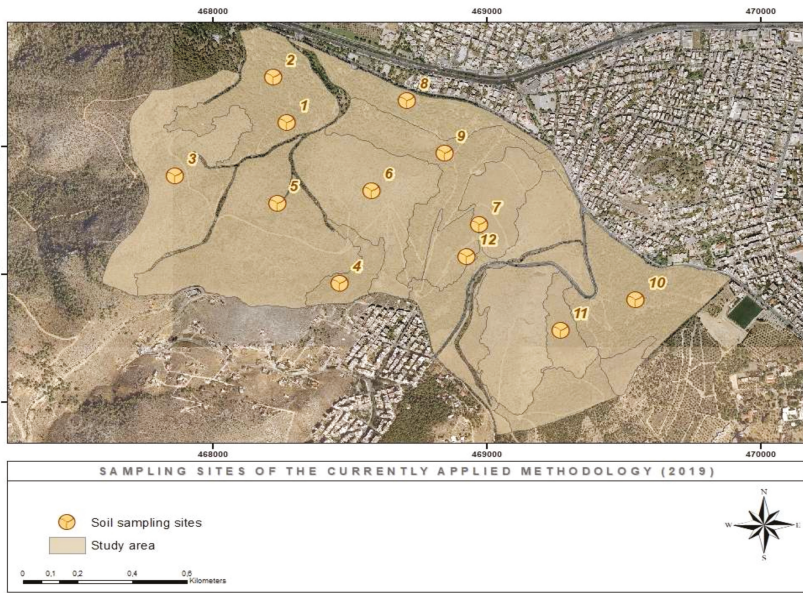 468000 469000 470000
2
8
1
9
3
6
5
7
12
4
10
11
468000 469000 470000
SAMPLING SITES OF THE CURRENTLY APPLIED METHODOLOGY (2019)
N
Soil sampling sites
W E
Study area
S
0 0,1 0,2 0,4 0,6
Kilometers